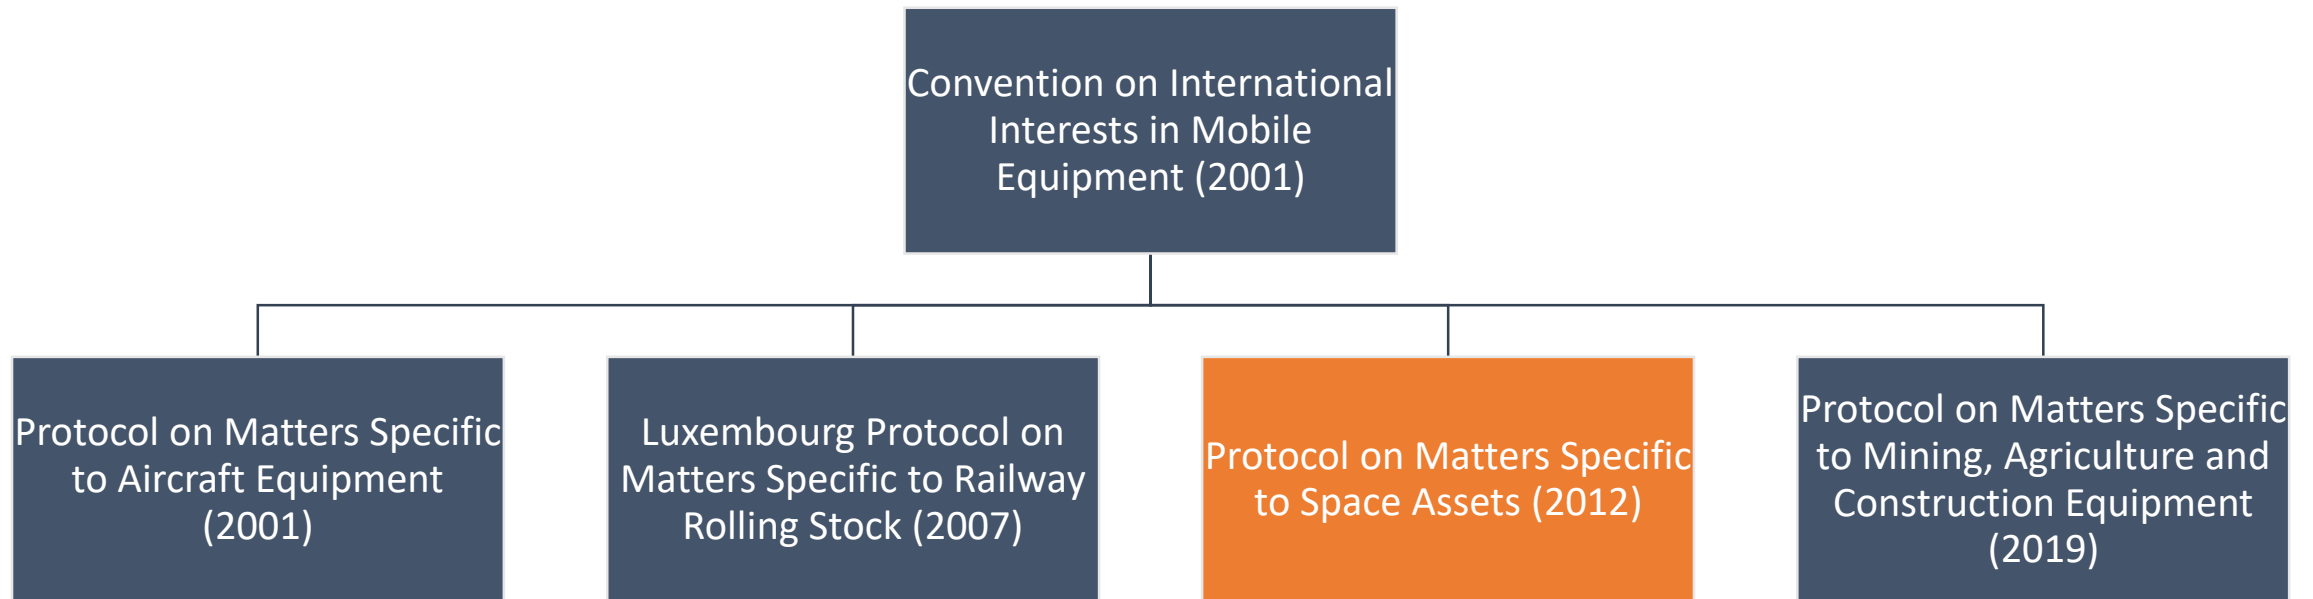 Convention on International
Interests in Mobile
Equipment (2001)
Protocol on Matters Specific
to Aircraft Equipment
(2001)
Luxembourg Protocol on
Matters Specific to Railway
Rolling Stock (2007)
Protocol on Matters Specific
to Space Assets (2012)
Protocol on Matters Specific
to Mining, Agriculture and
Construction Equipment
(2019)